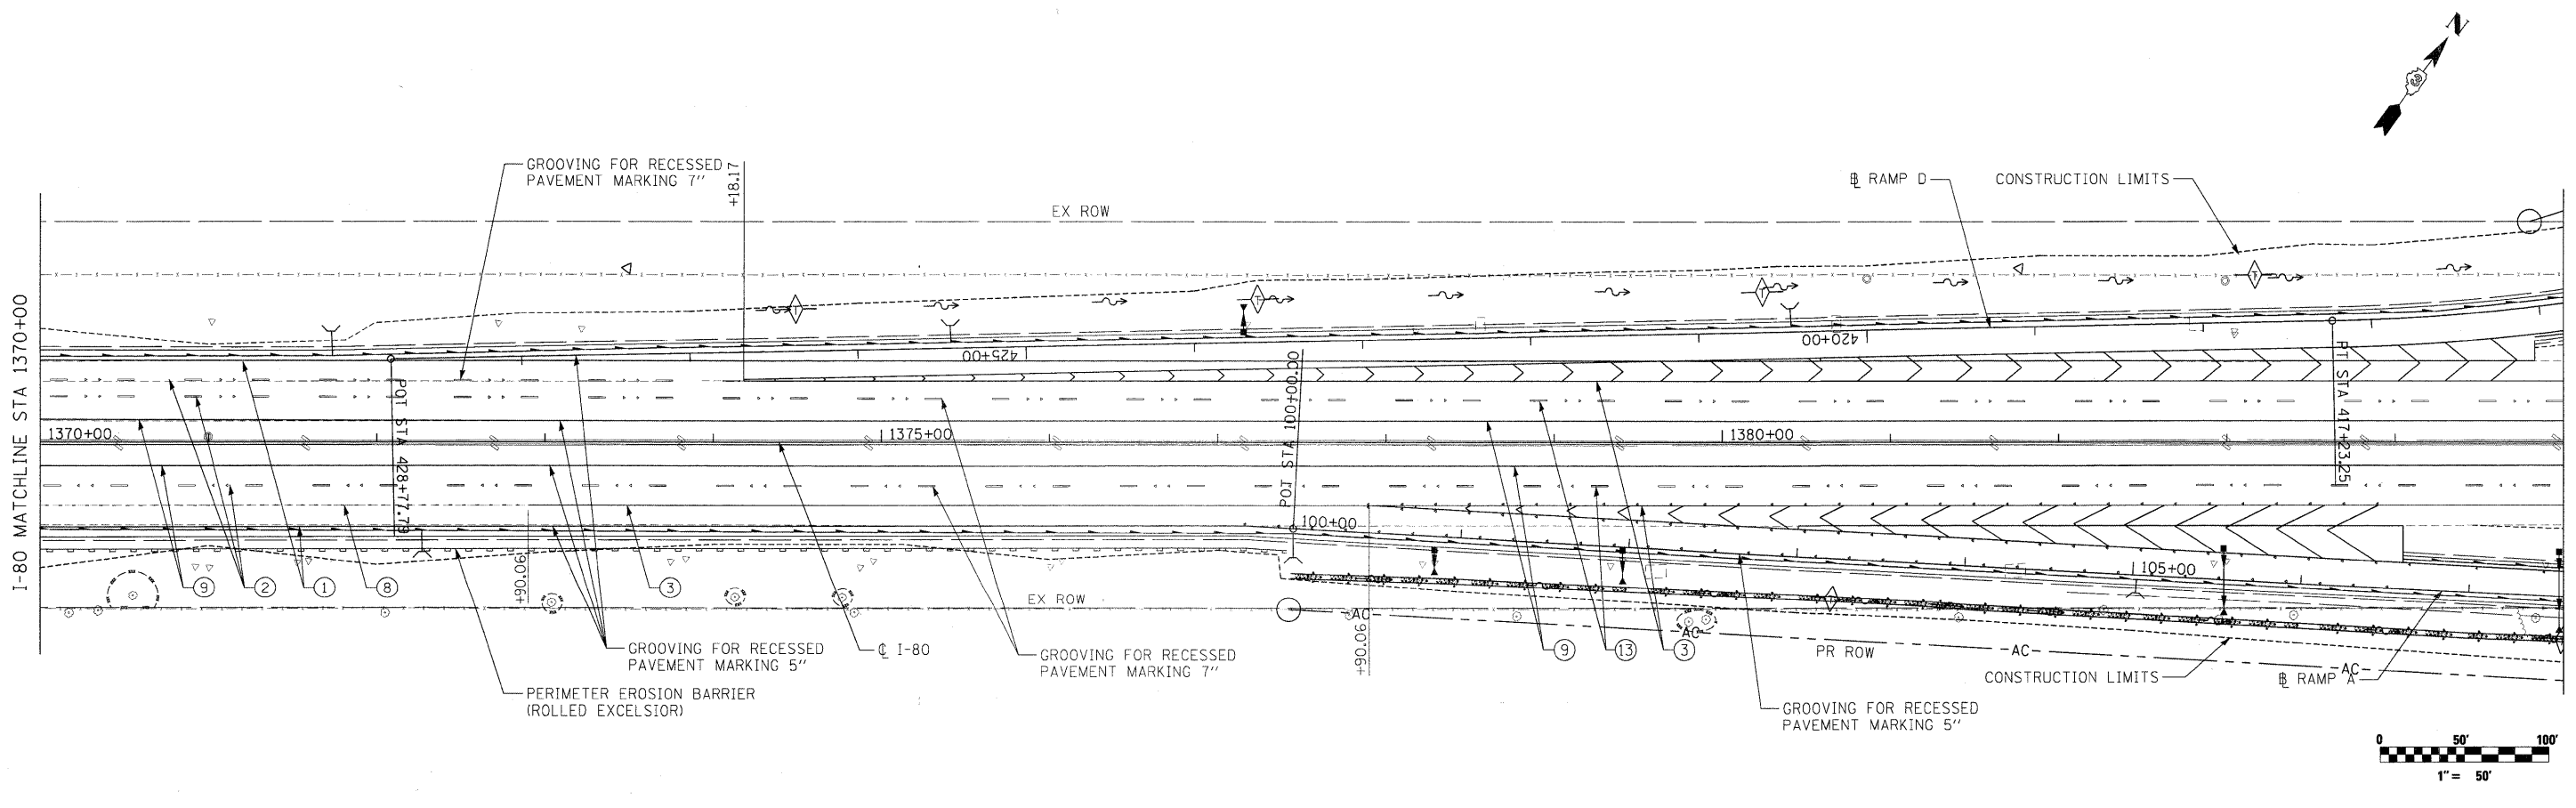 N
GROOVING FOR RECESSED
PAVEMENT MARKING 7"
+18.17
℄ RAMP D
CONSTRUCTION LIMITS
EX ROW
I-80 MATCHLINE STA 1370+00
425+00
420+00
POT STA 428+77.79
POT STA 100+00.00
PT STA 417+23.25
1370+00
1375+00
1380+00
100+00
105+00
+90.06
+90.06
9
2
1
8
3
EX ROW
AC
AC
GROOVING FOR RECESSED
PAVEMENT MARKING 5"
℄ I-80
GROOVING FOR RECESSED
PAVEMENT MARKING 7"
9
13
3
PR ROW
AC
AC
CONSTRUCTION LIMITS
℄ RAMP A
PERIMETER EROSION BARRIER
(ROLLED EXCELSIOR)
GROOVING FOR RECESSED
PAVEMENT MARKING 5"
0 50' 100'
1" = 50'